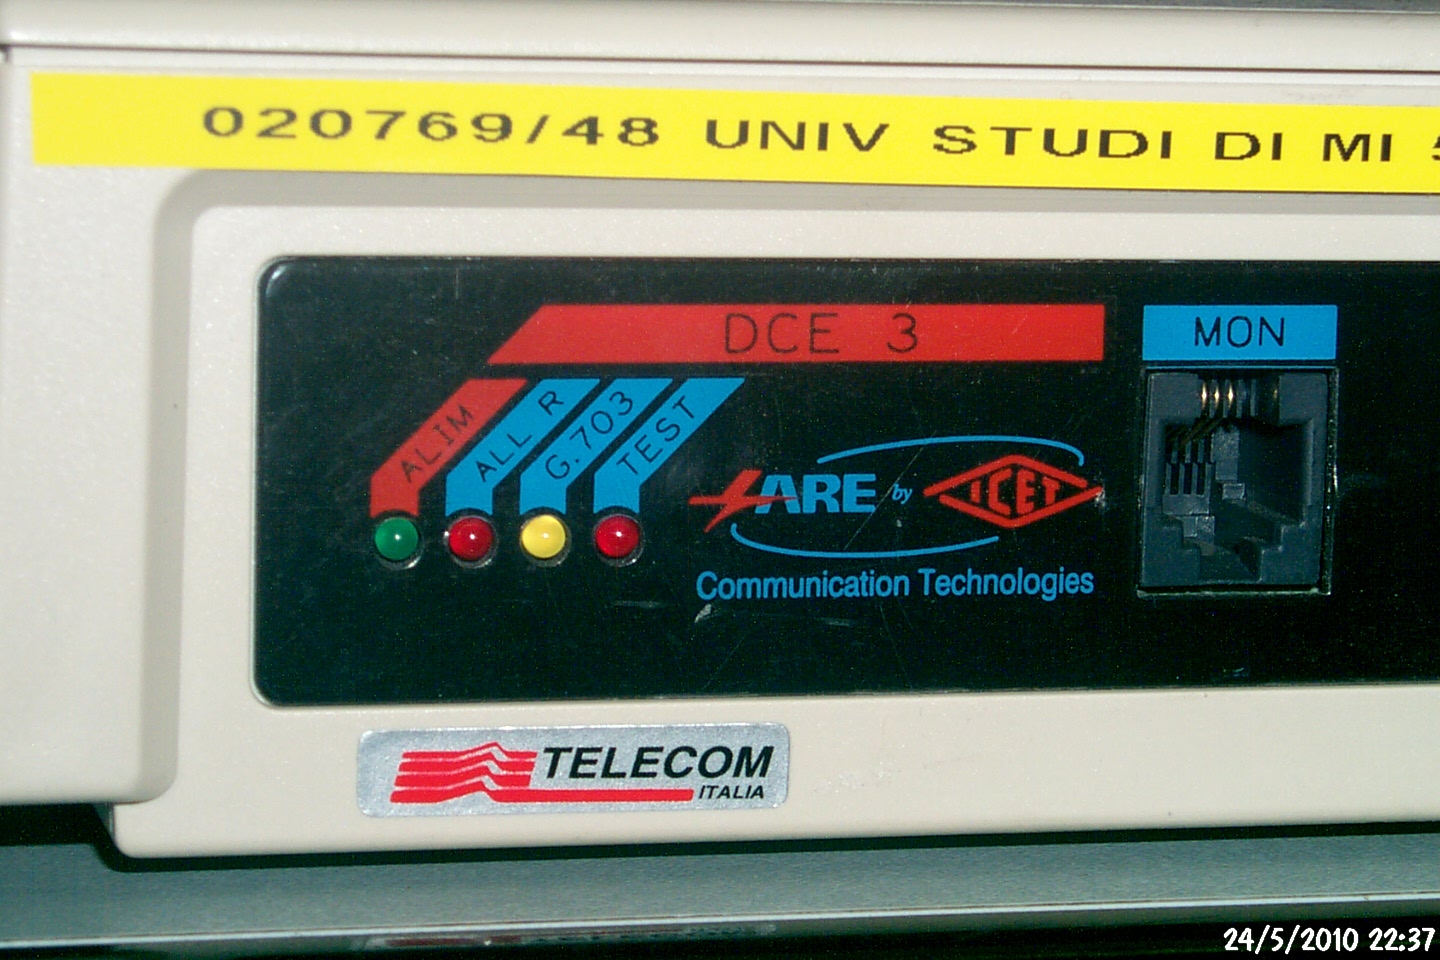 020769/48 UNIV STUDI DI MI
DCE 3
MON
ALIM
ALL R
G.703
TEST
ARE by ICET
Communication Technologies
TELECOM
ITALIA
24/5/2010 22:37